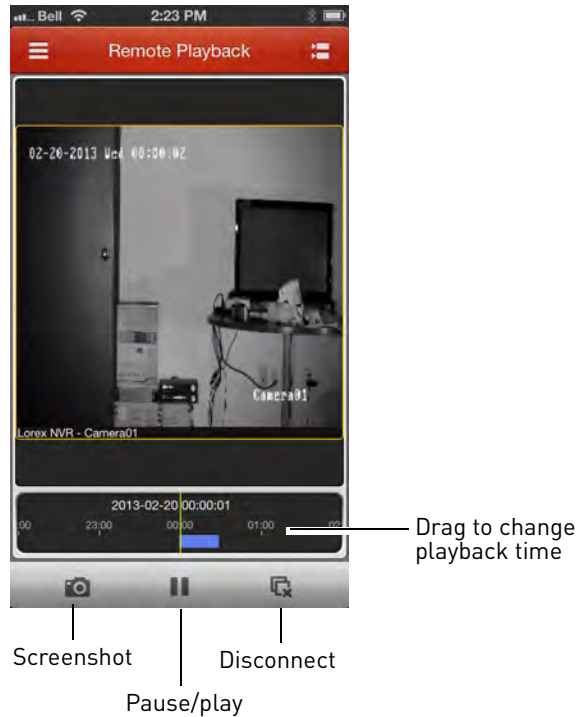 Bell 2:23 PM
Remote Playback
02-20-2013 Wed 00:00:02
Camera01
Lorex NVR - Camera01
2013-02-20 00:00:01
:00 23:00 00:00 01:00 02
Drag to change
playback time
Screenshot
Disconnect
Pause/play